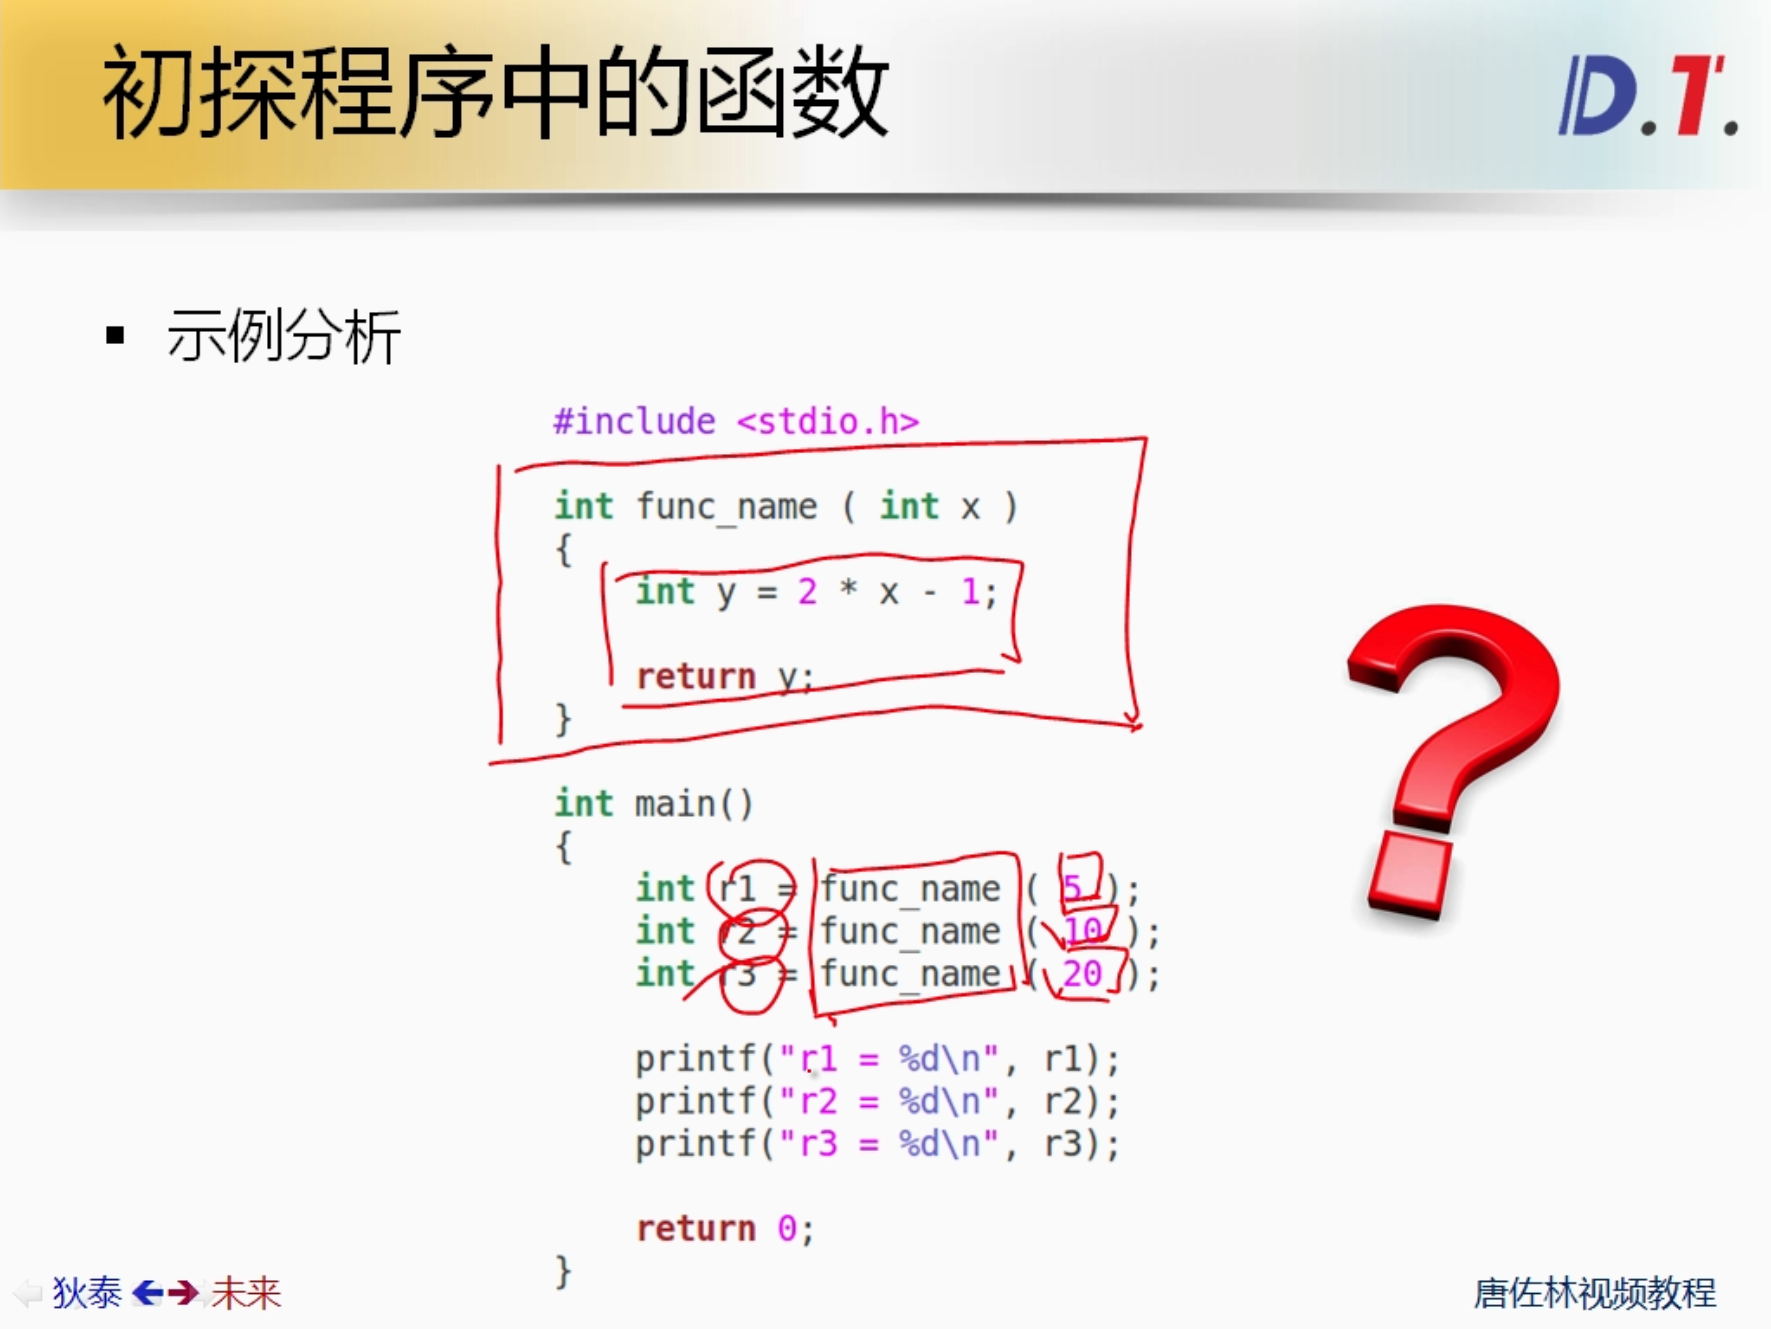 初探程序中的函数
D.T.
▪ 示例分析
#include <stdio.h>
int func_name ( int x )
{
int y = 2 * x - 1;
return y;
}
int main()
{
int r1 = func_name ( 5 );
int r2 = func_name ( 10 );
int r3 = func_name ( 20 );
printf("r1 = %d\n", r1);
printf("r2 = %d\n", r2);
printf("r3 = %d\n", r3);
return 0;
}
狄泰 未来
唐佐林视频教程